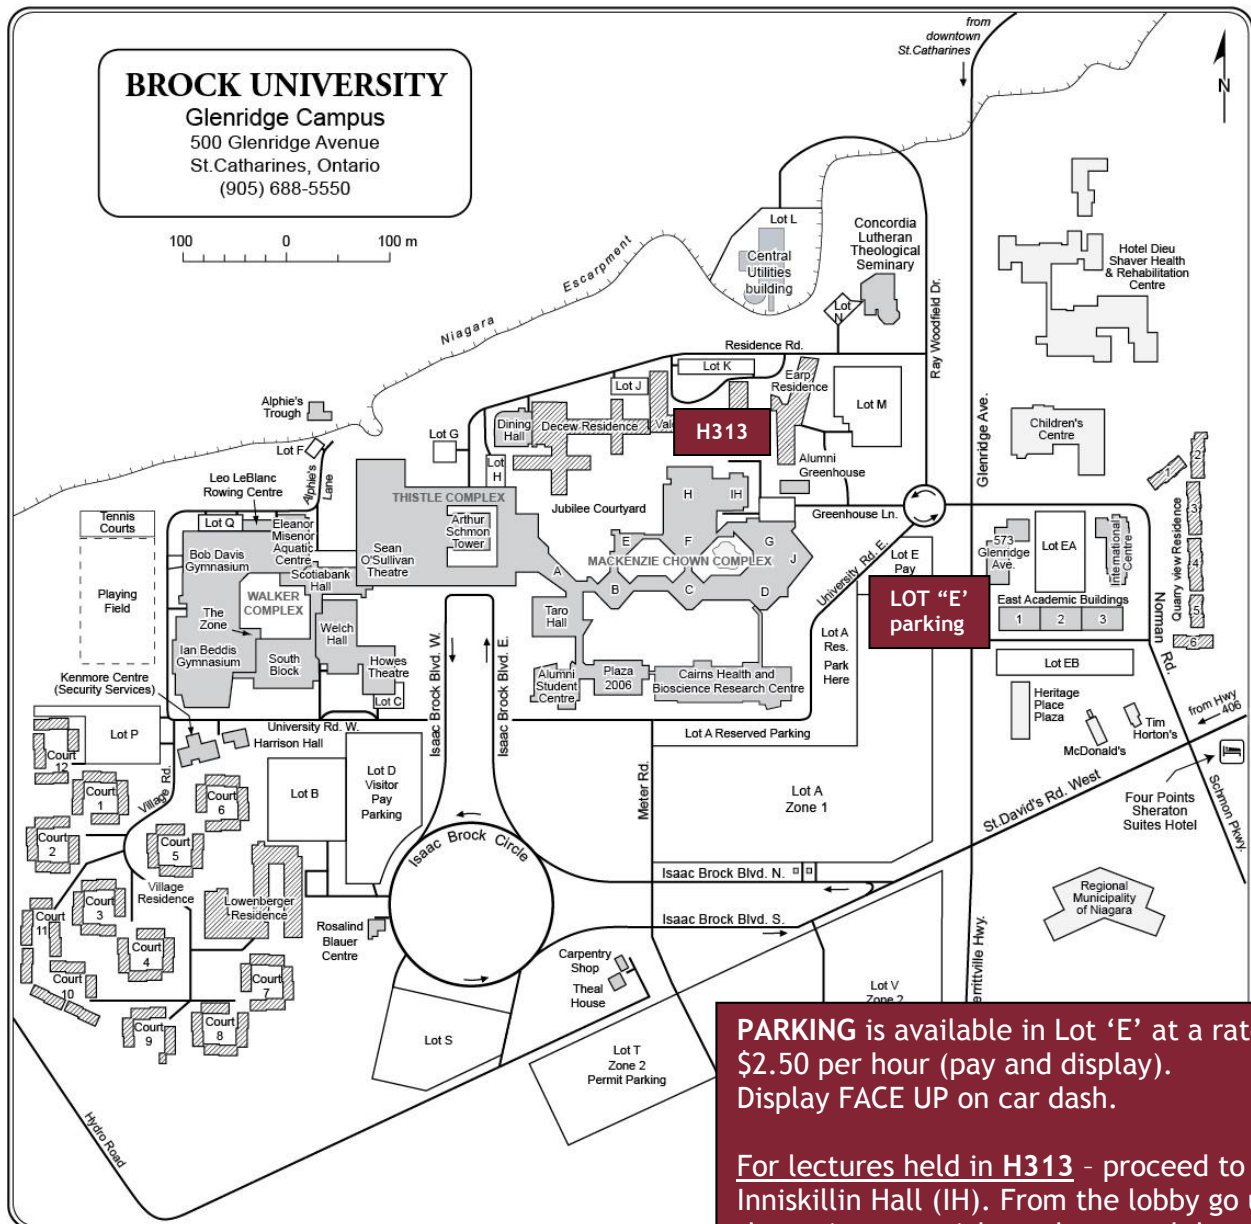 BROCK UNIVERSITY
Glenridge Campus
500 Glenridge Avenue
St.Catharines, Ontario
(905) 688-5550
100 0 100 m
from
downtown
St.Catharines
N
Niagara Escarpment
Lot L
Central
Utilities
building
Concordia
Lutheran
Theological
Seminary
Lot
N
Ray Woodfield Dr.
Glenridge Ave.
Hotel Dieu
Shaver Health
& Rehabilitation
Centre
Residence Rd.
Lot K
Lot J
Earp
Residence
Lot M
Alphie's
Trough
Lot F
Alphie's
Lane
Lot G
Dining
Hall
Decew Residence
H313
Children's
Centre
Lot
H
Alumni
Greenhouse
Leo LeBlanc
Rowing Centre
THISTLE COMPLEX
Jubilee Courtyard
H
IH
Greenhouse Ln.
Tennis
Courts
Lot Q
Eleanor
Misener
Aquatic
Centre
Arthur
Schmon
Tower
Bob Davis
Gymnasium
Sean
O'Sullivan
Theatre
Scotiabank
Hall
E
F
G
J
MACKENZIE CHOWN COMPLEX
A
B
C
D
University Rd. E.
Lot E
Pay
573
Glenridge
Ave.
Lot EA
International
Centre
Quarry view Residence
1
2
3
4
5
6
Playing
Field
WALKER
COMPLEX
The
Zone
Welch
Hall
Taro
Hall
LOT “E’
parking
East Academic Buildings
1 2 3
Norman Rd.
Ian Beddis
Gymnasium
South
Block
Howes
Theatre
Lot C
Isaac Brock Blvd. W.
Isaac Brock Blvd. E.
Alumni
Student
Centre
Plaza
2006
Cairns Health and
Bioscience Research Centre
Lot A
Res.
Park
Here
Lot EB
Kenmore Centre
(Security Services)
Heritage
Place
Plaza
McDonald's
Tim
Horton's
from Hwy
406
Lot P
University Rd. W.
Harrison Hall
Lot A Reserved Parking
Village Rd.
Court
12
Court
1
Court
6
Court
2
Court
5
Lot B
Lot D
Visitor
Pay
Parking
Meter Rd.
Lot A
Zone 1
St.David's Rd. West
Four Points
Sheraton
Suites Hotel
Schmon Pkwy.
Isaac Brock Circle
Village
Residence
Court
3
Court
11
Court
4
Court
10
Court
7
Court
9
Court
8
Lowenberger
Residence
Rosalind
Blauer
Centre
Isaac Brock Blvd. N.
Isaac Brock Blvd. S.
Regional
Municipality
of Niagara
Carpentry
Shop
Theal
House
Lot V
Zone 2
Lot S
Lot T
Zone 2
Permit Parking
Hydro Road
PARKING is available in Lot ‘E’ at a rat
$2.50 per hour (pay and display).
Display FACE UP on car dash.
For lectures held in H313 – proceed to
Inniskillin Hall (IH). From the lobby go